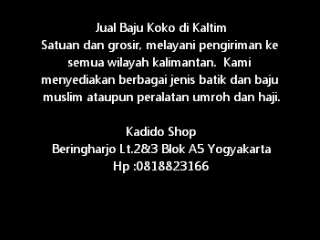 Jual Baju Koko di Kaltim
Satuan dan grosir, melayani pengiriman ke
semua wilayah kalimantan.  Kami
menyediakan berbagai jenis batik dan baju
muslim ataupun peralatan umroh dan haji.
Kadido Shop
Beringharjo Lt.2&3 Blok A5 Yogyakarta
Hp :0818823166